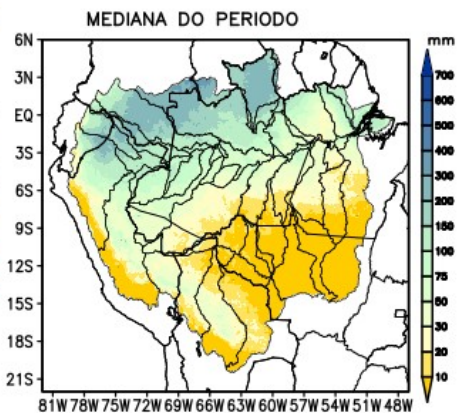 MEDIANA DO PERIODO
mm
6N
3N
EQ
3S
6S
9S
12S
15S
18S
21S
81W 78W 75W 72W 69W 66W 63W 60W 57W 54W 51W 48W
700
600
500
400
300
200
150
100
75
50
30
20
10